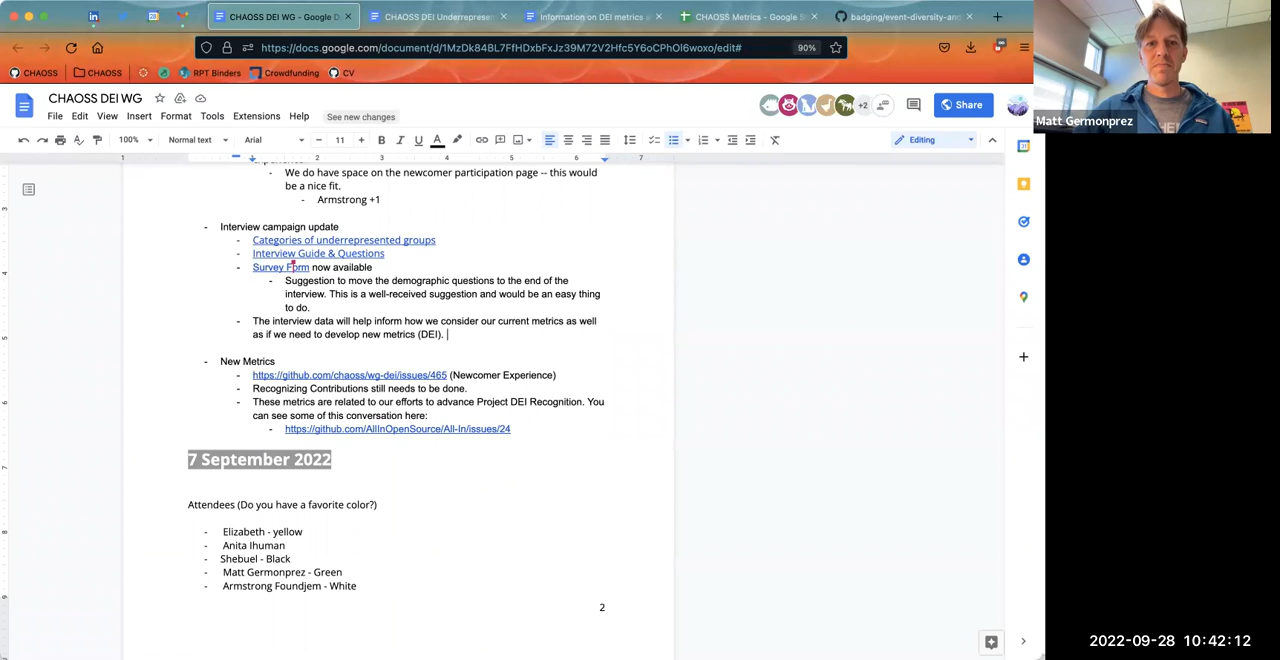 CHAOSS DEI WG - Google D
CHAOSS DEI Underreprese
Information on DEI metrics a
CHAOSS Metrics - Google S
badging/event-diversity-and
https://docs.google.com/document/d/1MzDk84BL7FfHDxbFxJz39M72V2Hfc5Y6oCPhOl6woxo/edit#
90%
CHAOSS
CHAOSS
RPT Binders
Crowdfunding
CV
Matt Germonprez
CHAOSS DEI WG
File Edit View Insert Format Tools Extensions Help
See new changes
+2
Share
100%
Normal text
Arial
11
Editing
1 2 3 4 5 6 7
- We do have space on the newcomer participation page -- this would
be a nice fit.
- Armstrong +1
- Interview campaign update
- Categories of underrepresented groups
- Interview Guide & Questions
- Survey Form now available
- Suggestion to move the demographic questions to the end of the
interview. This is a well-received suggestion and would be an easy thing
to do.
- The interview data will help inform how we consider our current metrics as well
as if we need to develop new metrics (DEI).
- New Metrics
- https://github.com/chaoss/wg-dei/issues/465 (Newcomer Experience)
- Recognizing Contributions still needs to be done.
- These metrics are related to our efforts to advance Project DEI Recognition. You
can see some of this conversation here:
- https://github.com/AllInOpenSource/All-In/issues/24
7 September 2022
Attendees (Do you have a favorite color?)
- Elizabeth - yellow
- Anita Ihuman
- Shebuel - Black
- Matt Germonprez - Green
- Armstrong Foundjem - White
2
2022-09-28 10:42:12